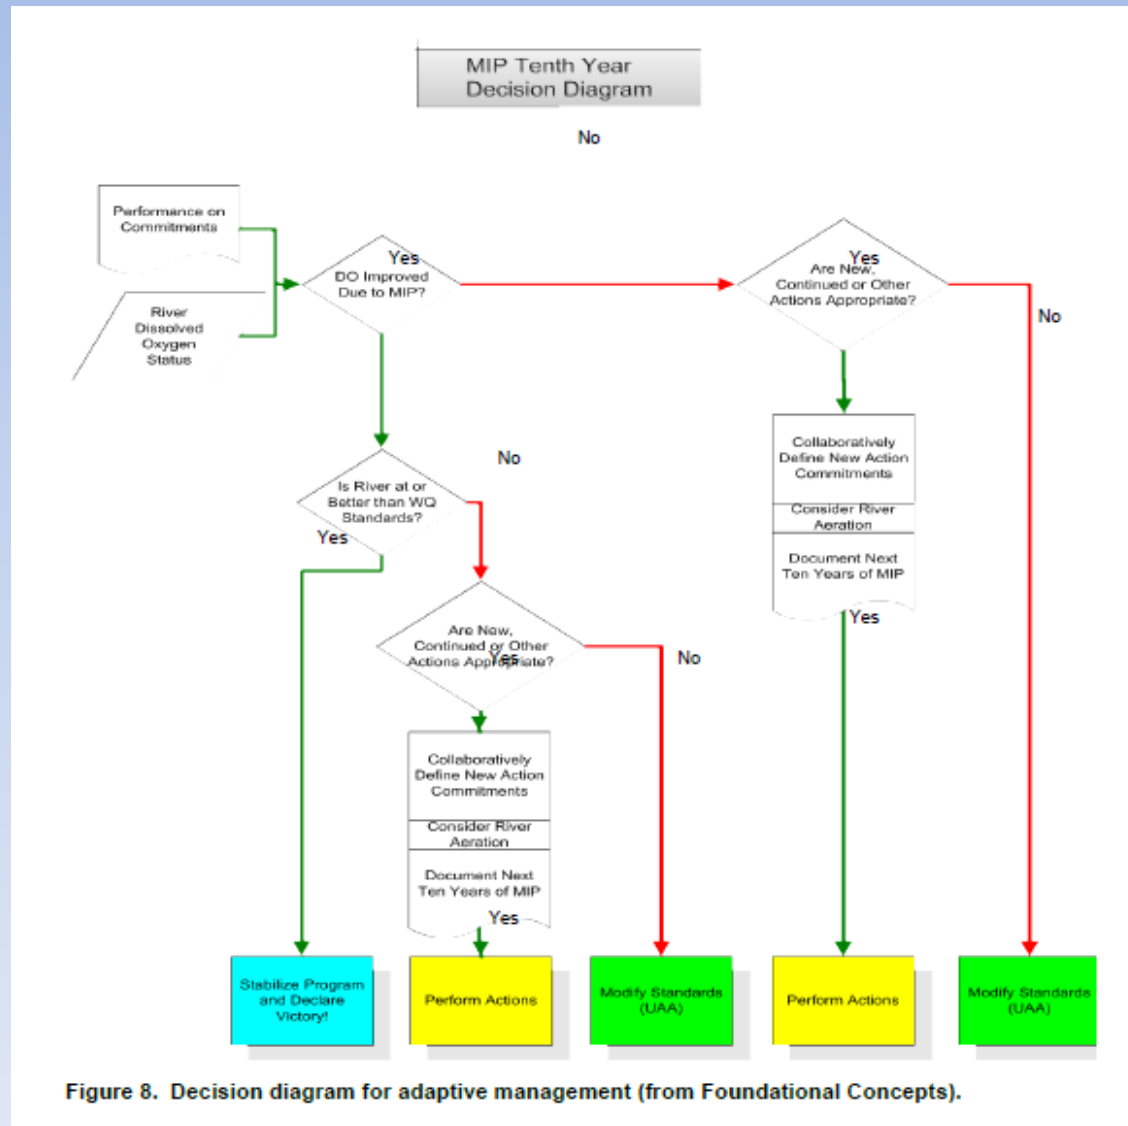 MIP Tenth Year
Decision Diagram
No
Performance on
Commitments
River
Dissolved
Oxygen
Status
Yes
DO Improved
Due to MIP?
Yes
Are New,
Continued or Other
Actions Appropriate?
No
Collaboratively
Define New Action
Commitments
Consider River
Aeration
Document Next
Ten Years of MIP
Yes
No
Is River at or
Better than WQ
Standards?
Yes
Are New,
Continued or Other
Actions Appropriate?
Yes
No
Collaboratively
Define New Action
Commitments
Consider River
Aeration
Document Next
Ten Years of MIP
Yes
Stabilize Program
and Declare
Victory!
Perform Actions
Modify Standards
(UAA)
Perform Actions
Modify Standards
(UAA)
Figure 8. Decision diagram for adaptive management (from Foundational Concepts).